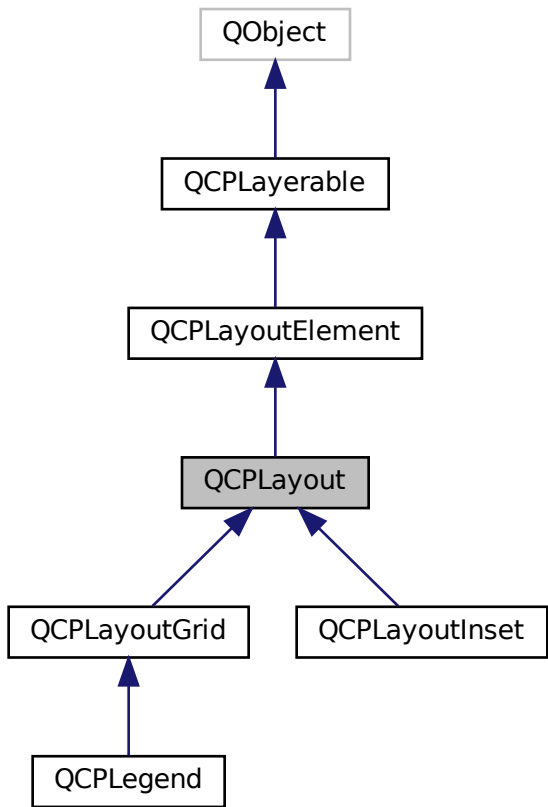 QObject
QCPLayerable
QCPLayoutElement
QCPLayout
QCPLayoutGrid
QCPLayoutInset
QCPLegend